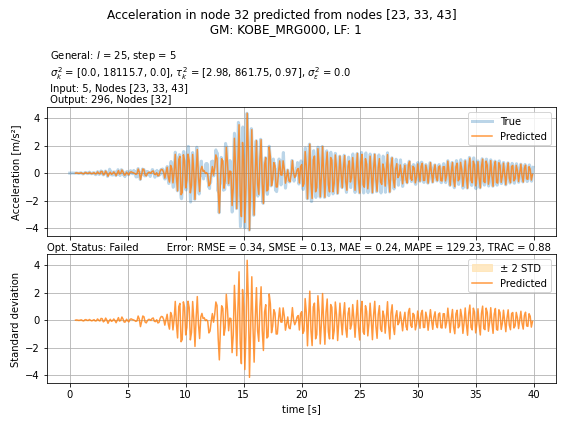 Acceleration in node 32 predicted from nodes [23, 33, 43]
GM: KOBE_MRG000, LF: 1
General: l = 25, step = 5
σ²ₖ = [0.0, 18115.7, 0.0], τ²ₖ = [2.98, 861.75, 0.97], σ²ₑ = 0.0
Input: 5, Nodes [23, 33, 43]
Output: 296, Nodes [32]
Acceleration [m/s²]
4
2
0
−2
−4
True
Predicted
Opt. Status: Failed Error: RMSE = 0.34, SMSE = 0.13, MAE = 0.24, MAPE = 129.23, TRAC = 0.88
Standard deviation
4
2
0
−2
−4
± 2 STD
Predicted
0 5 10 15 20 25 30 35 40
time [s]